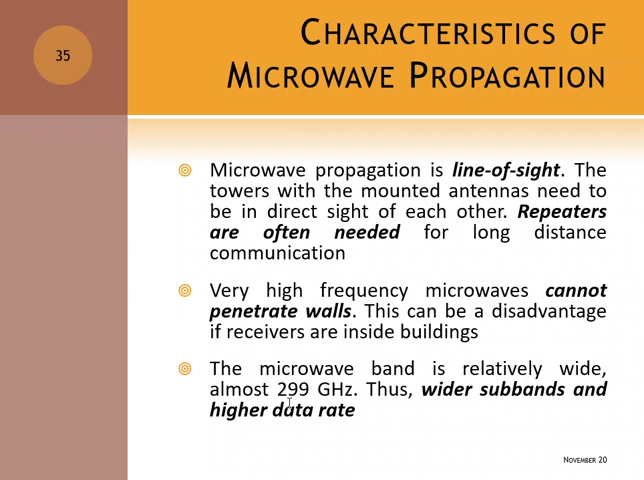 35
CHARACTERISTICS OF
MICROWAVE PROPAGATION
Microwave propagation is line-of-sight. The
towers with the mounted antennas need to
be in direct sight of each other. Repeaters
are often needed for long distance
communication
Very high frequency microwaves cannot
penetrate walls. This can be a disadvantage
if receivers are inside buildings
The microwave band is relatively wide,
almost 299 GHz. Thus, wider subbands and
higher data rate
NOVEMBER 20